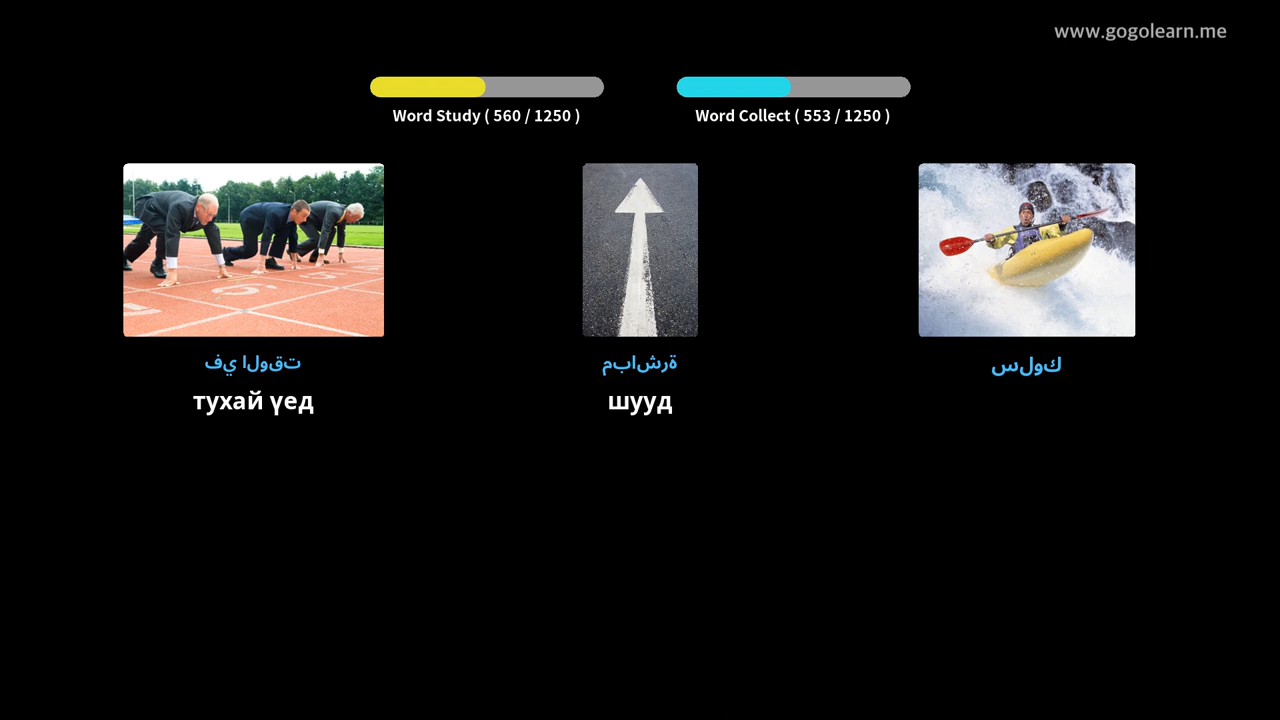 www.gogolearn.me
Word Study ( 560 / 1250 )
Word Collect ( 553 / 1250 )
في الوقت
مباشرة
سلوك
тухай үед
шууд